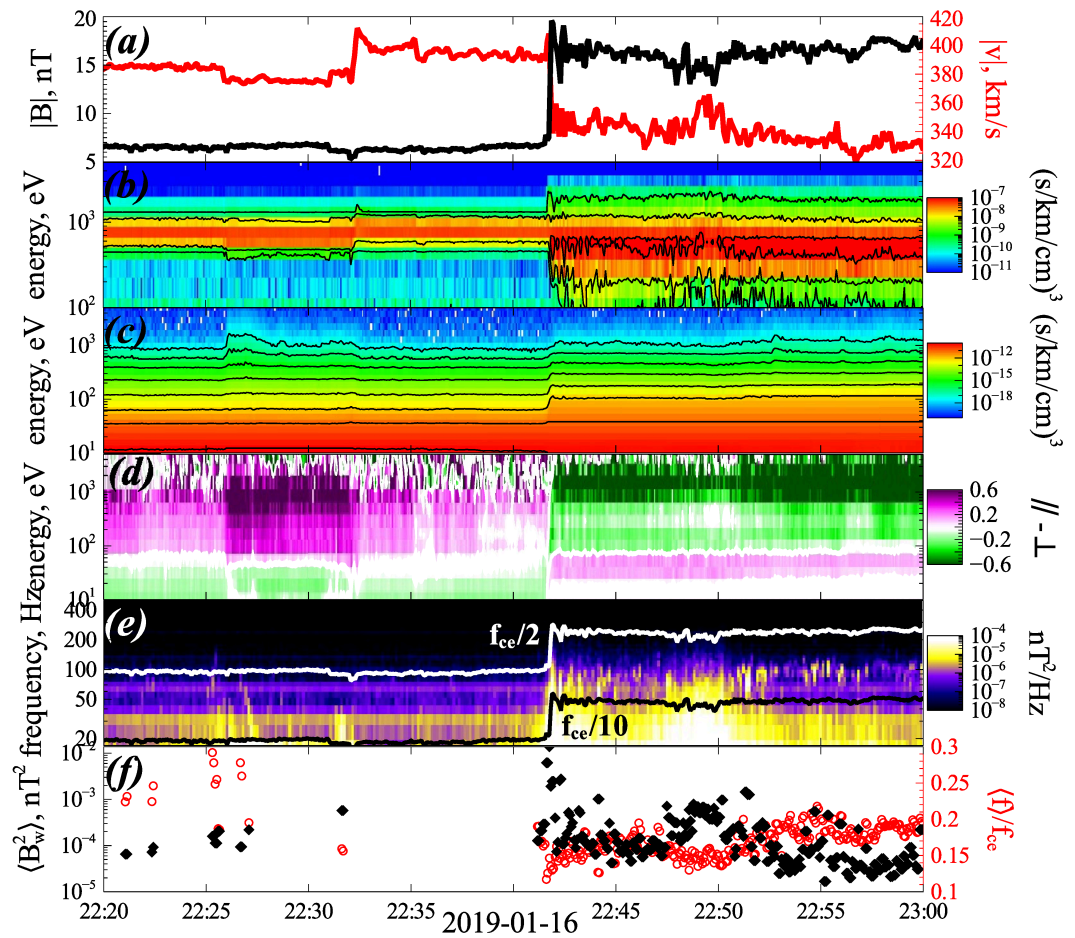 (a)
|B|, nT
20
15
10
5
420
400
380
360
340
320
|v|, km/s
(b)
energy, eV
10³
10²
10⁻⁷
10⁻⁸
10⁻⁹
10⁻¹⁰
10⁻¹¹
(s/km/cm)³
(c)
energy, eV
10³
10²
10¹
10⁻¹²
10⁻¹⁵
10⁻¹⁸
(s/km/cm)³
(d)
energy, eV
10³
10²
10¹
0.6
0.2
−0.2
−0.6
// -⊥
(e)
frequency, Hz
400
200
100
50
20
f_ce/2
f_ce/10
10⁻⁴
10⁻⁵
10⁻⁶
10⁻⁷
10⁻⁸
nT²/Hz
(f)
⟨B_w²⟩, nT²
10⁻²
10⁻³
10⁻⁴
10⁻⁵
0.3
0.25
0.2
0.15
0.1
⟨f⟩/f_ce
22:20 22:25 22:30 22:35 22:45 22:50 22:55 23:00
2019-01-16